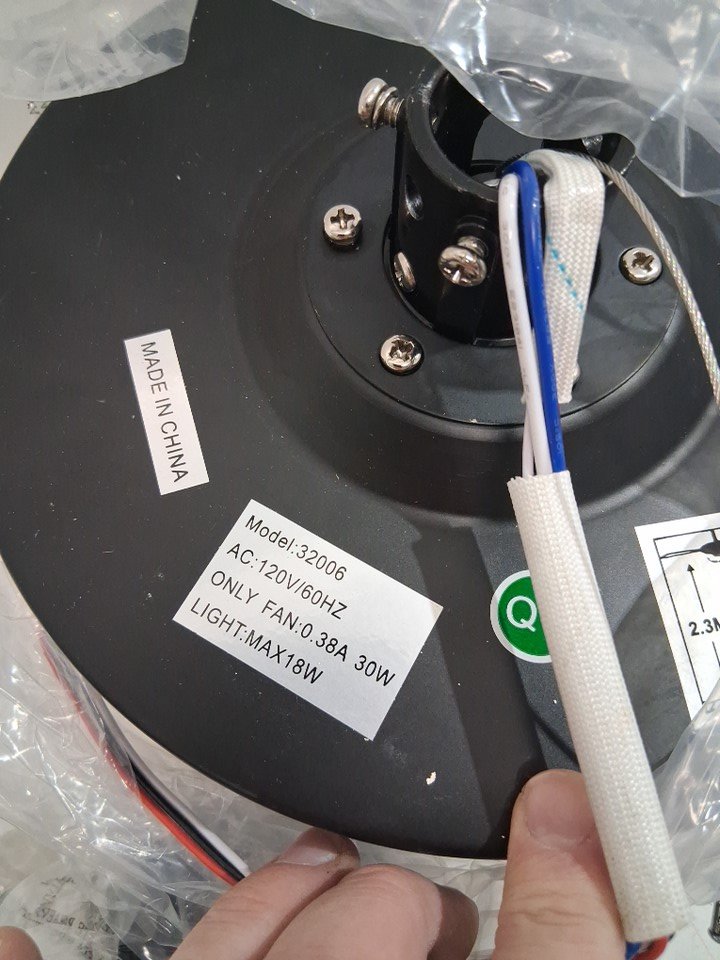 MADE IN CHINA
Model:32006
AC:120V/60HZ
ONLY FAN:0.38A 30W
LIGHT:MAX18W
Q
2.3M